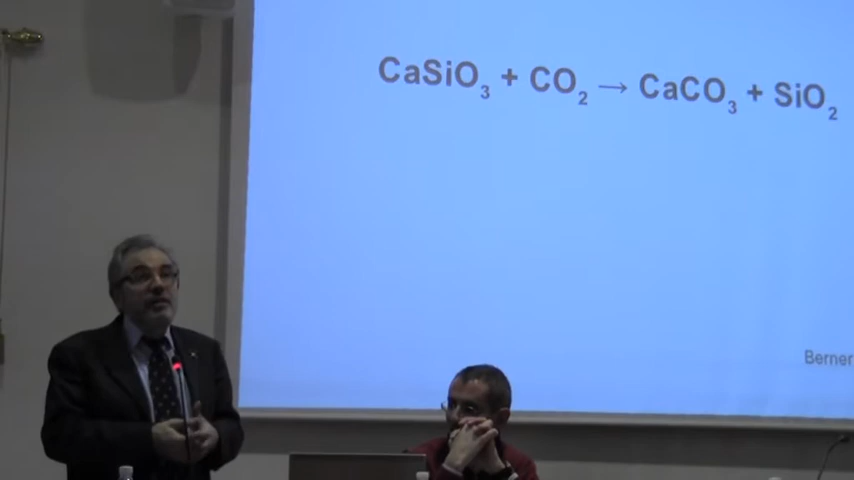 CaSiO₃ + CO₂ → CaCO₃ + SiO₂
Berner